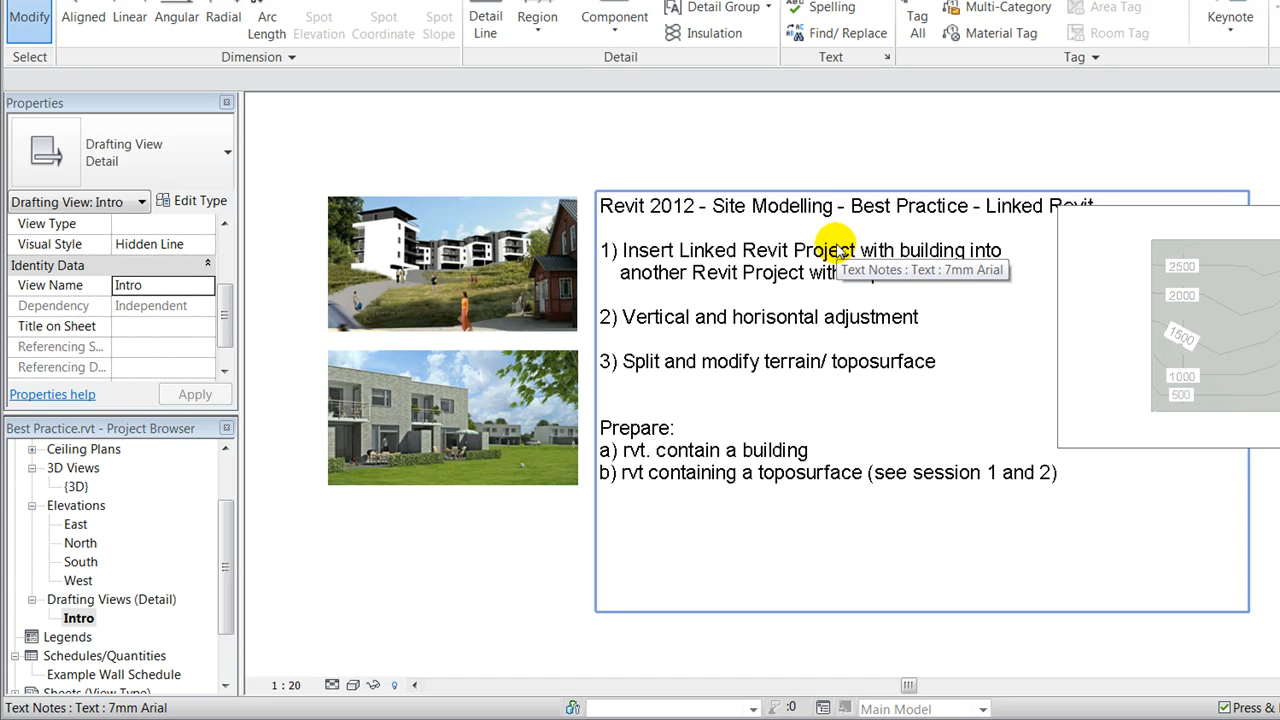 Modify
Aligned
Linear
Angular
Radial
Arc
Length
Spot
Elevation
Spot
Coordinate
Spot
Slope
Detail
Line
Region
Component
Detail Group
Insulation
Spelling
Find/ Replace
Tag
All
Multi-Category
Material Tag
Area Tag
Room Tag
Keynote
Select
Dimension
Detail
Text
Tag
Properties
Drafting View
Detail
Drafting View: Intro
Edit Type
View Type
Visual Style Hidden Line
Identity Data
View Name Intro
Dependency Independent
Title on Sheet
Referencing S...
Referencing D...
Properties help
Apply
Best Practice.rvt - Project Browser
Ceiling Plans
3D Views
{3D}
Elevations
East
North
South
West
Drafting Views (Detail)
Intro
Legends
Schedules/Quantities
Example Wall Schedule
Sheets (View Type)
Revit 2012 - Site Modelling - Best Practice - Linked Revit
1) Insert Linked Revit Project with building into
another Revit Project with
Text Notes : Text : 7mm Arial
2) Vertical and horisontal adjustment
3) Split and modify terrain/ toposurface
Prepare:
a) rvt. contain a building
b) rvt containing a toposurface (see session 1 and 2)
2500
2000
1500
1000
500
1 : 20
Text Notes : Text : 7mm Arial
:0
Main Model
Press &